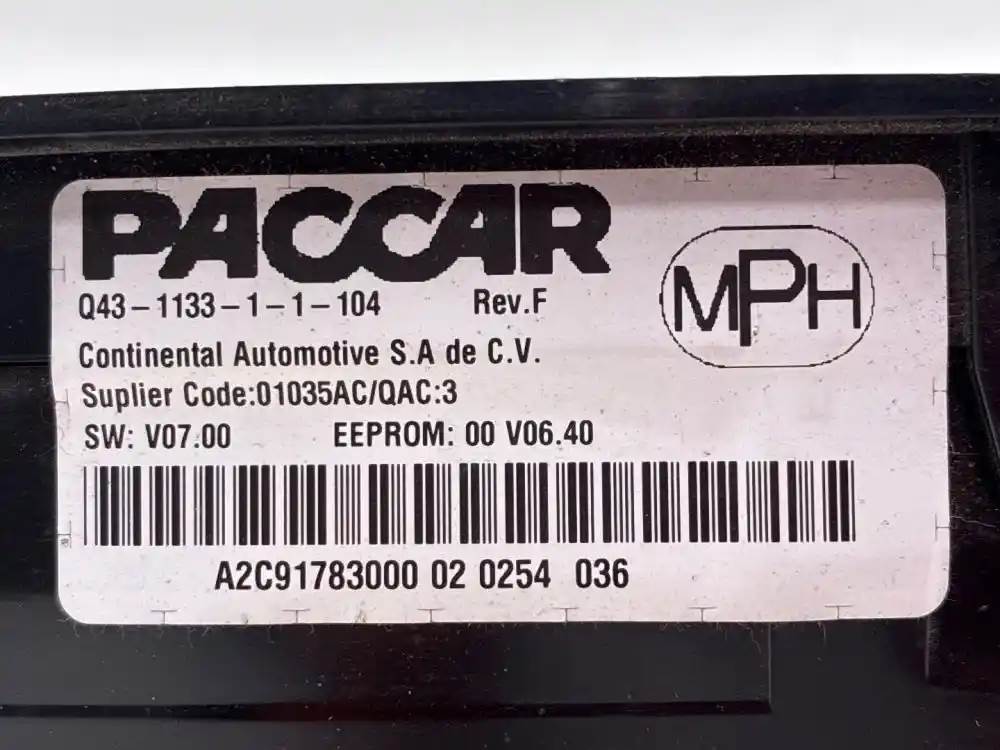 PACCAR
Q43-1133-1-1-104 Rev.F
MPH
Continental Automotive S.A de C.V.
Suplier Code:01035AC/QAC:3
SW: V07.00 EEPROM: 00 V06.40
A2C91783000 02 0254 036